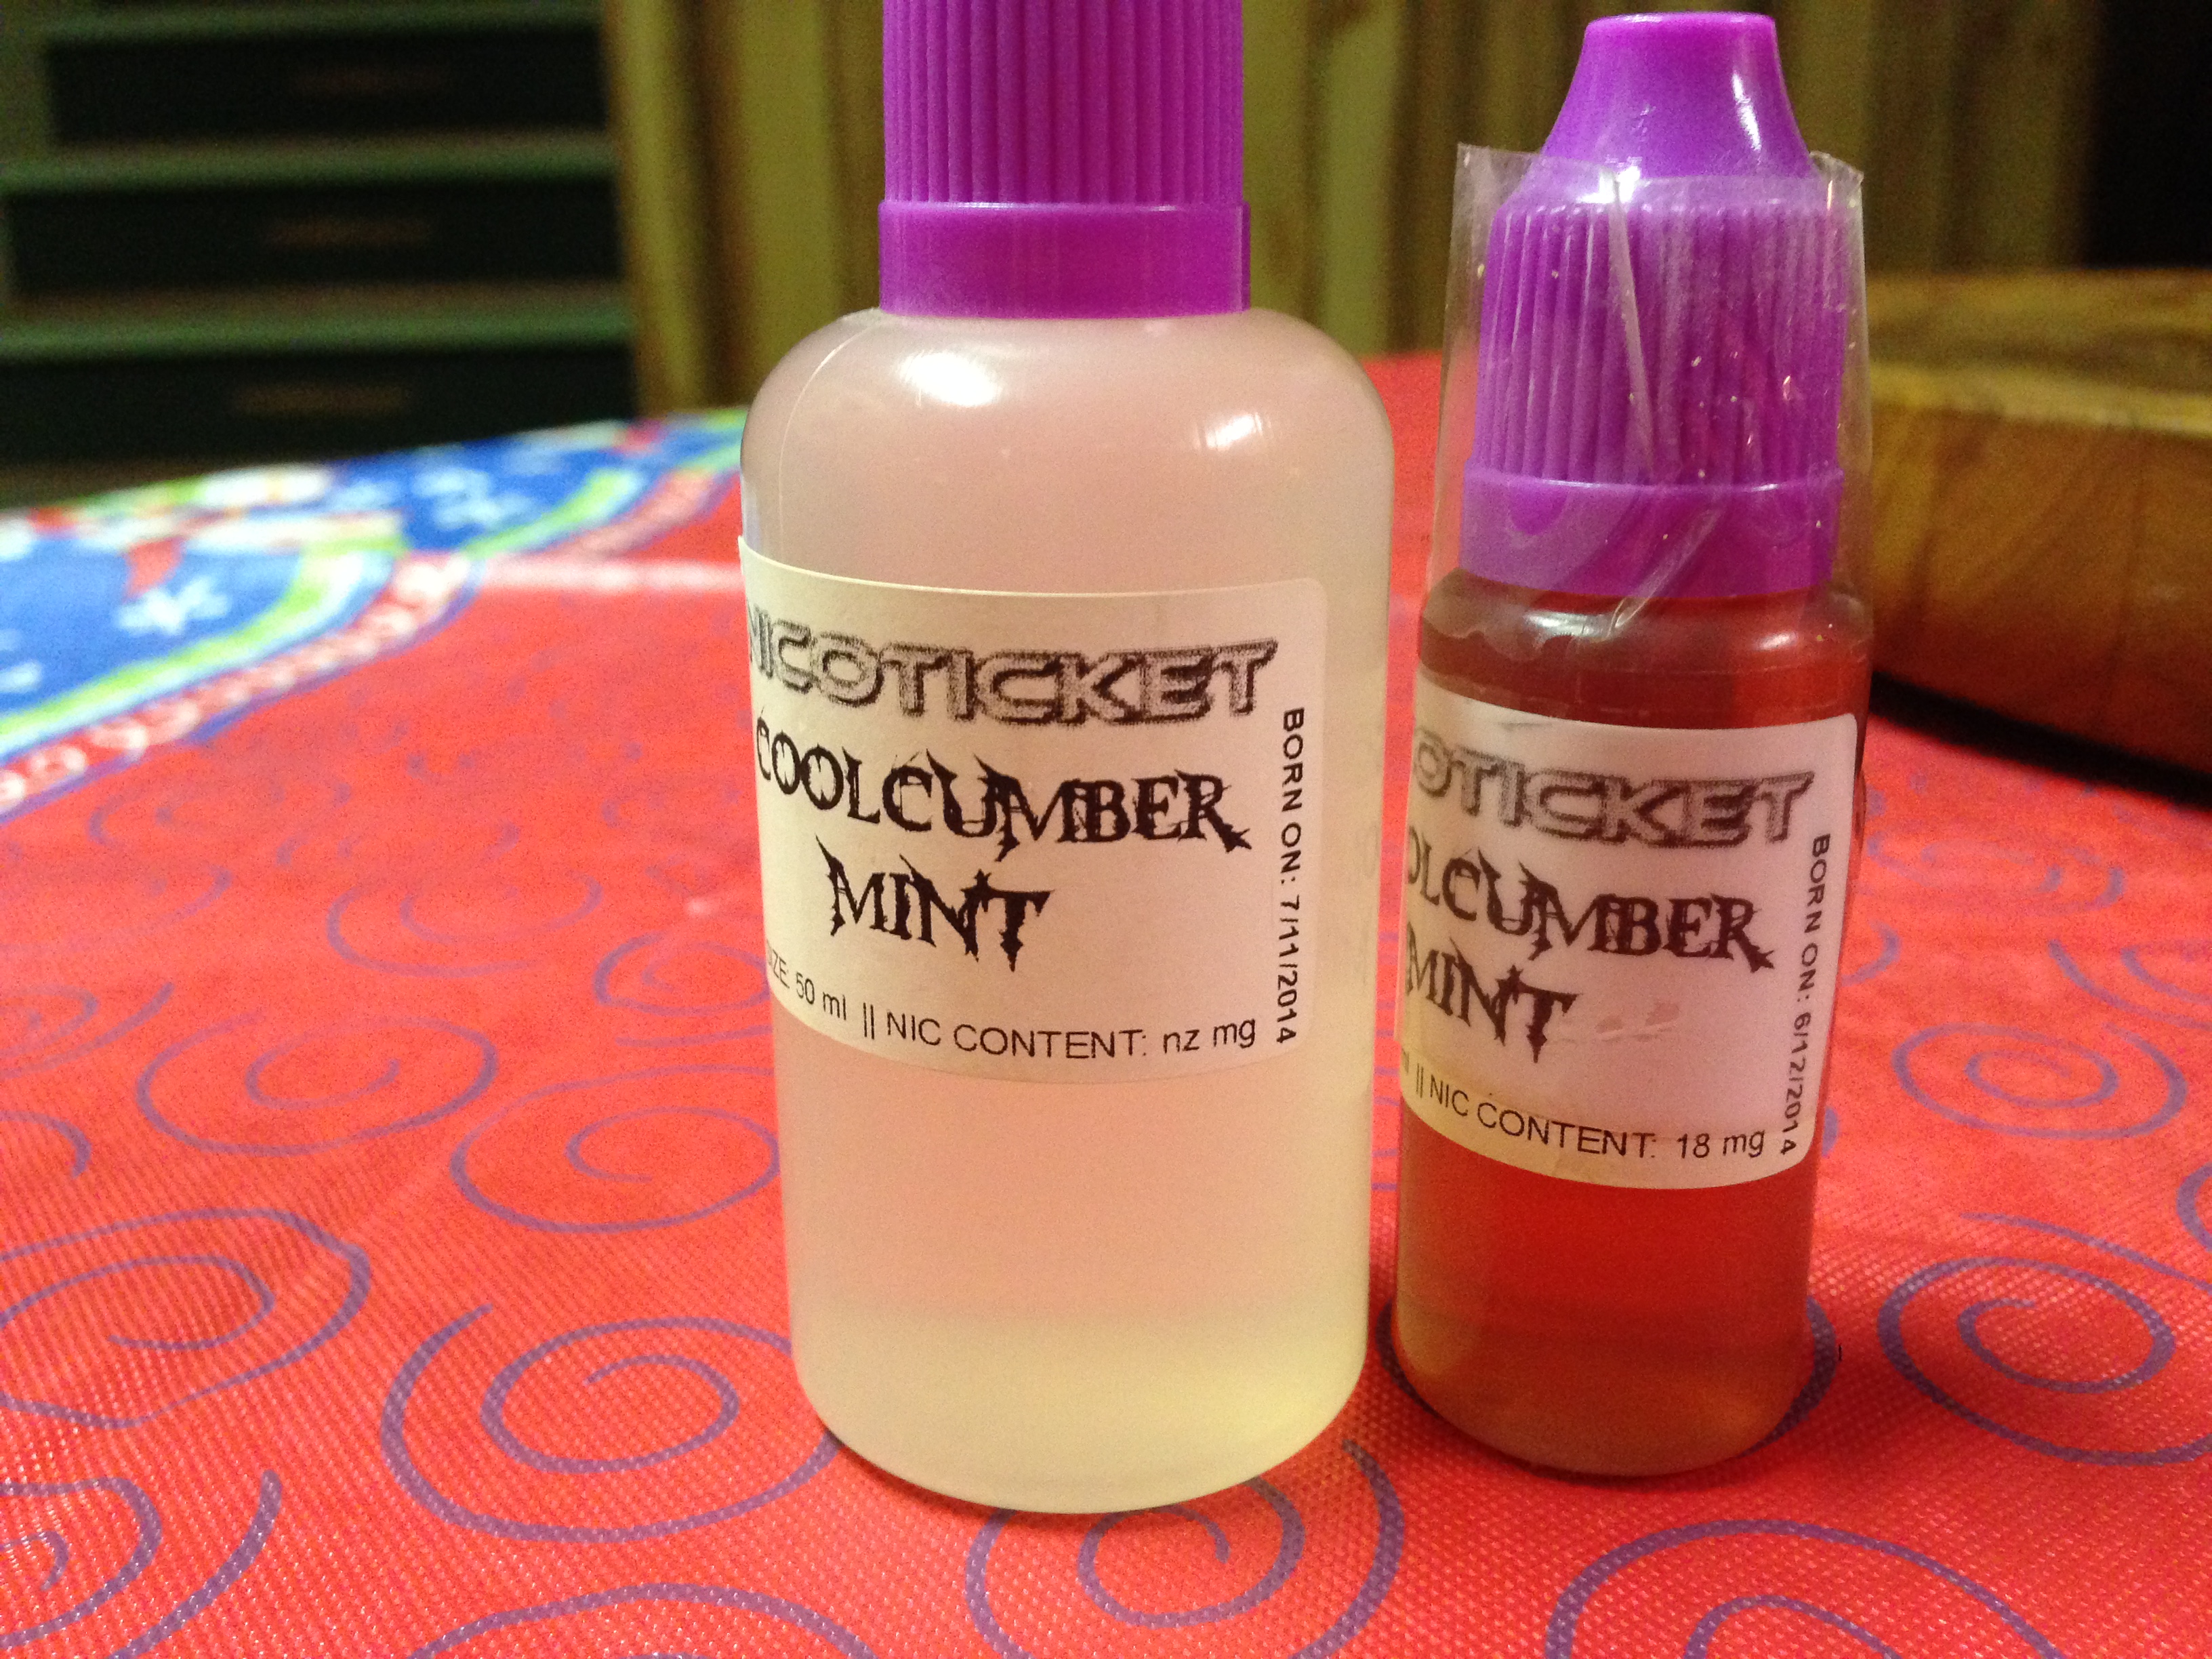 NICOTICKET
COOLCUMBER
MINT
50 ml || NIC CONTENT: nz mg
BORN ON: 7/11/2014
OTICKET
OLCUMBER
MINT
|| NIC CONTENT: 18 mg
BORN ON: 6/12/2014